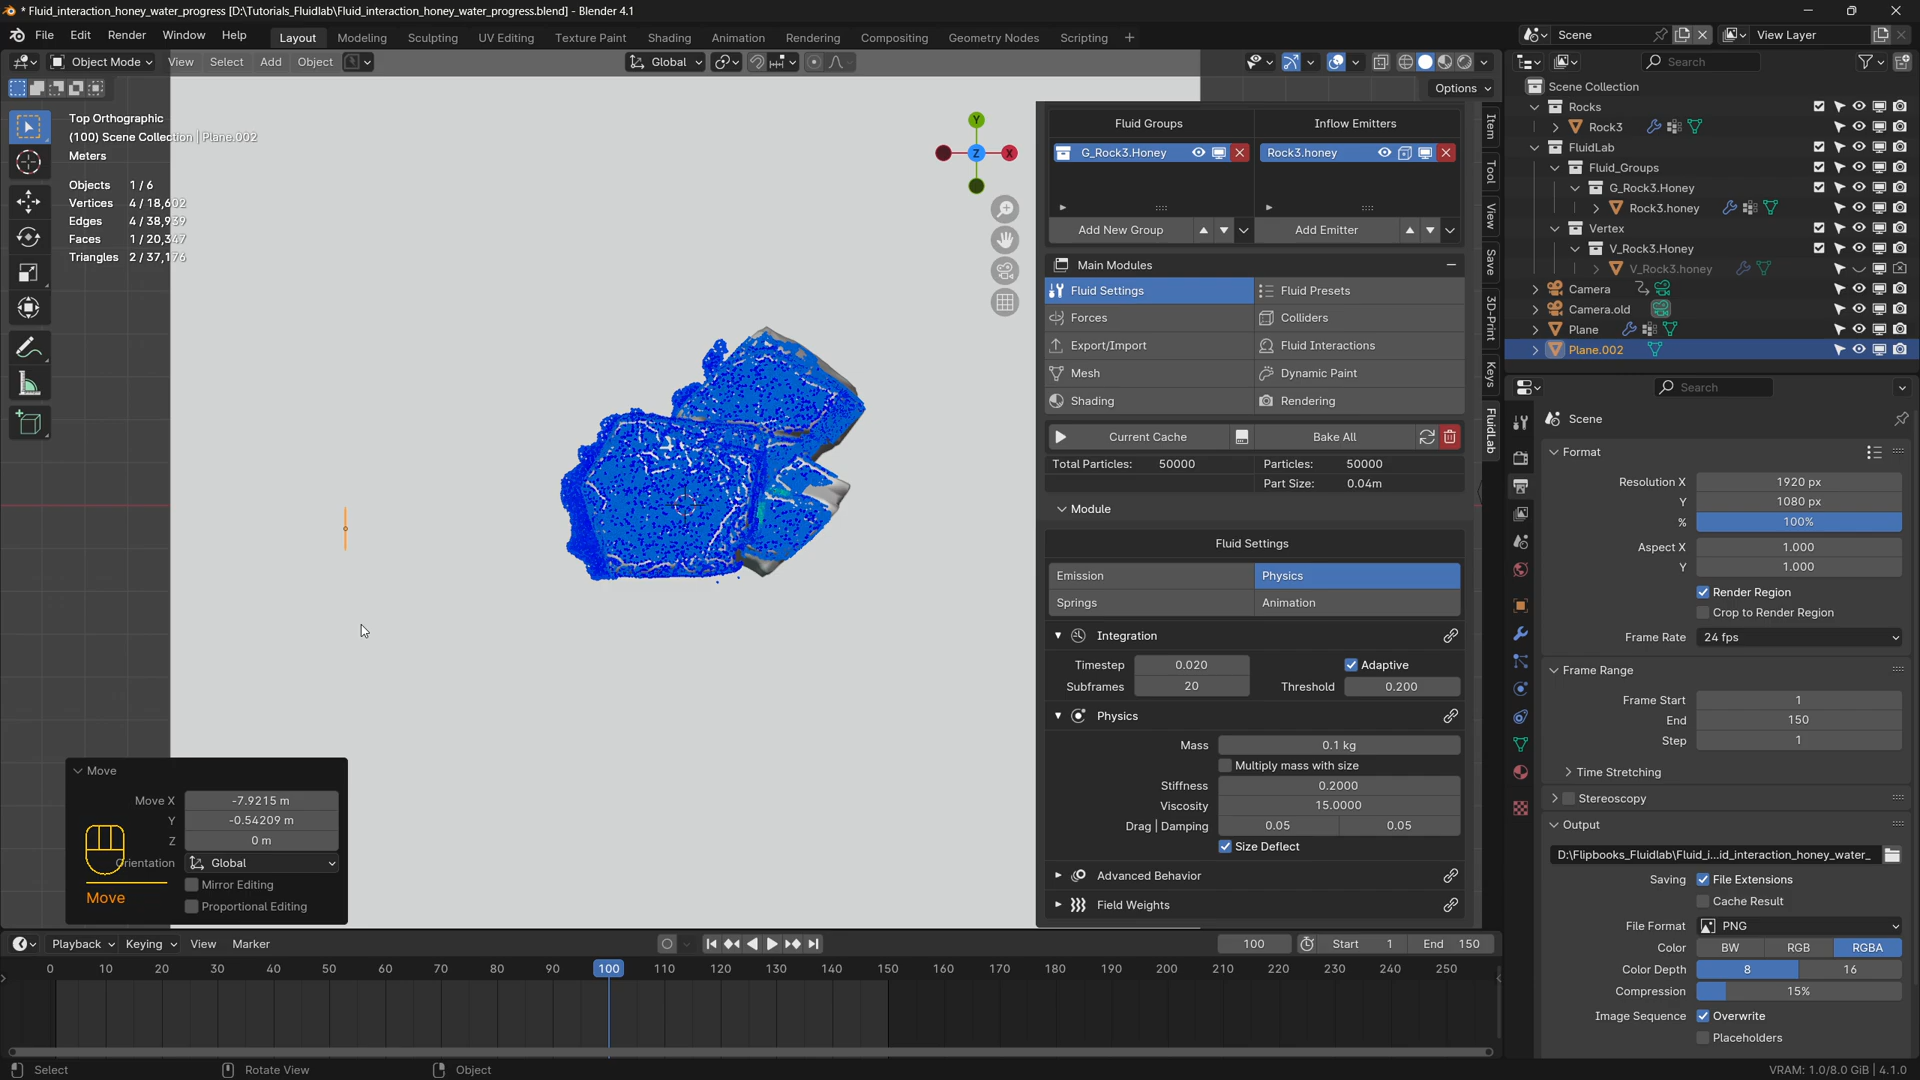 * Fluid_interaction_honey_water_progress [D:\Tutorials_Fluidlab\Fluid_interaction_honey_water_progress.blend] - Blender 4.1
File Edit Render Window Help Layout Modeling Sculpting UV Editing Texture Paint Shading Animation Rendering Compositing Geometry Nodes Scripting + Scene View Layer
Object Mode View Select Add Object Global Search
Options
Top Orthographic
(100) Scene Collection | Plane.002
Meters
Objects 1/6
Vertices 4/18,602
Edges 4/38,939
Faces 1/20,347
Triangles 2/37,176
Y
Z
X
Move
Move X -7.9215 m
Y -0.54209 m
Z 0 m
Orientation Global
Mirror Editing
Proportional Editing
Move
Fluid Groups Inflow Emitters
G_Rock3.Honey Rock3.honey
Add New Group Add Emitter
Main Modules
Fluid Settings Fluid Presets
Forces Colliders
Export/Import Fluid Interactions
Mesh Dynamic Paint
Shading Rendering
Current Cache Bake All
Total Particles: 50000 Particles: 50000
Part Size: 0.04m
Module
Fluid Settings
Emission Physics
Springs Animation
Integration
Timestep 0.020 Adaptive
Subframes 20 Threshold 0.200
Physics
Mass 0.1 kg
Multiply mass with size
Stiffness 0.2000
Viscosity 15.0000
Drag | Damping 0.05 0.05
Size Deflect
Advanced Behavior
Field Weights
Item
Tool
View
Save
3D-Print
Keys
FluidLab
Scene Collection
Rocks
Rock3
FluidLab
Fluid_Groups
G_Rock3.Honey
Rock3.honey
Vertex
V_Rock3.Honey
V_Rock3.honey
Camera
Camera.old
Plane
Plane.002
Search
Scene
Format
Resolution X 1920 px
Y 1080 px
% 100%
Aspect X 1.000
Y 1.000
Render Region
Crop to Render Region
Frame Rate 24 fps
Frame Range
Frame Start 1
End 150
Step 1
Time Stretching
Stereoscopy
Output
D:\Flipbooks_Fluidlab\Fluid_i...id_interaction_honey_water_
Saving File Extensions
Cache Result
File Format PNG
Color BW RGB RGBA
Color Depth 8 16
Compression 15%
Image Sequence Overwrite
Placeholders
Playback Keying View Marker 100 Start 1 End 150
0 10 20 30 40 50 60 70 80 90 100 110 120 130 140 150 160 170 180 190 200 210 220 230 240 250
Select Rotate View Object VRAM: 1.0/8.0 GiB | 4.1.0